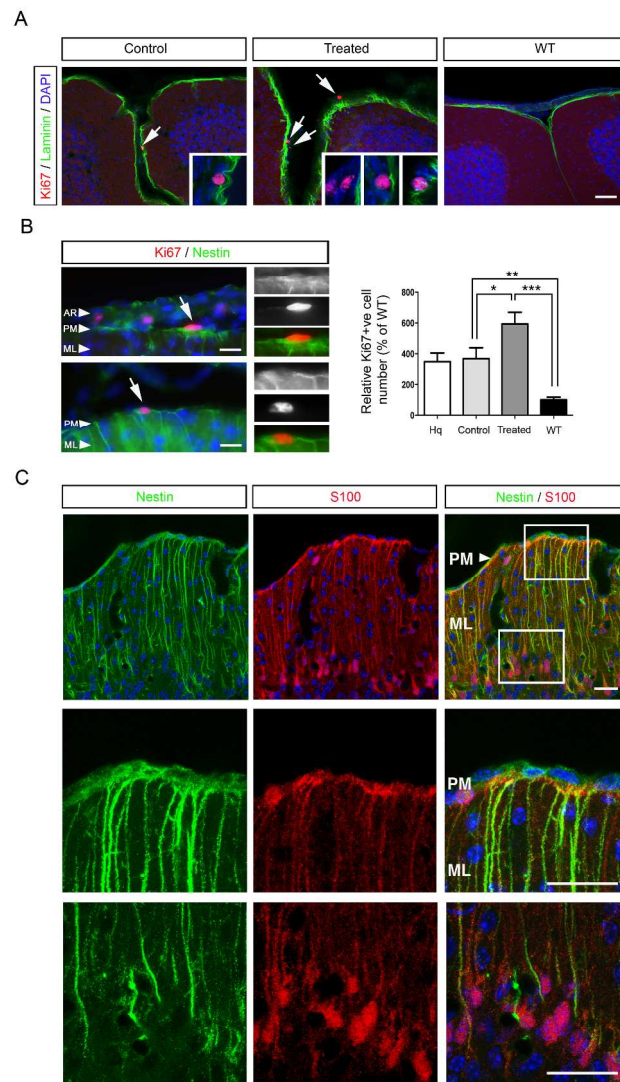 A
Control
Treated
WT
Ki67 / Laminin / DAPI
B
Ki67 / Nestin
AR
PM
ML
PM
ML
Relative Ki67+ve cell
number (% of WT)
800
600
400
200
0
**
*
***
Hq
Control
Treated
WT
C
Nestin
S100
Nestin / S100
PM
ML
PM
ML